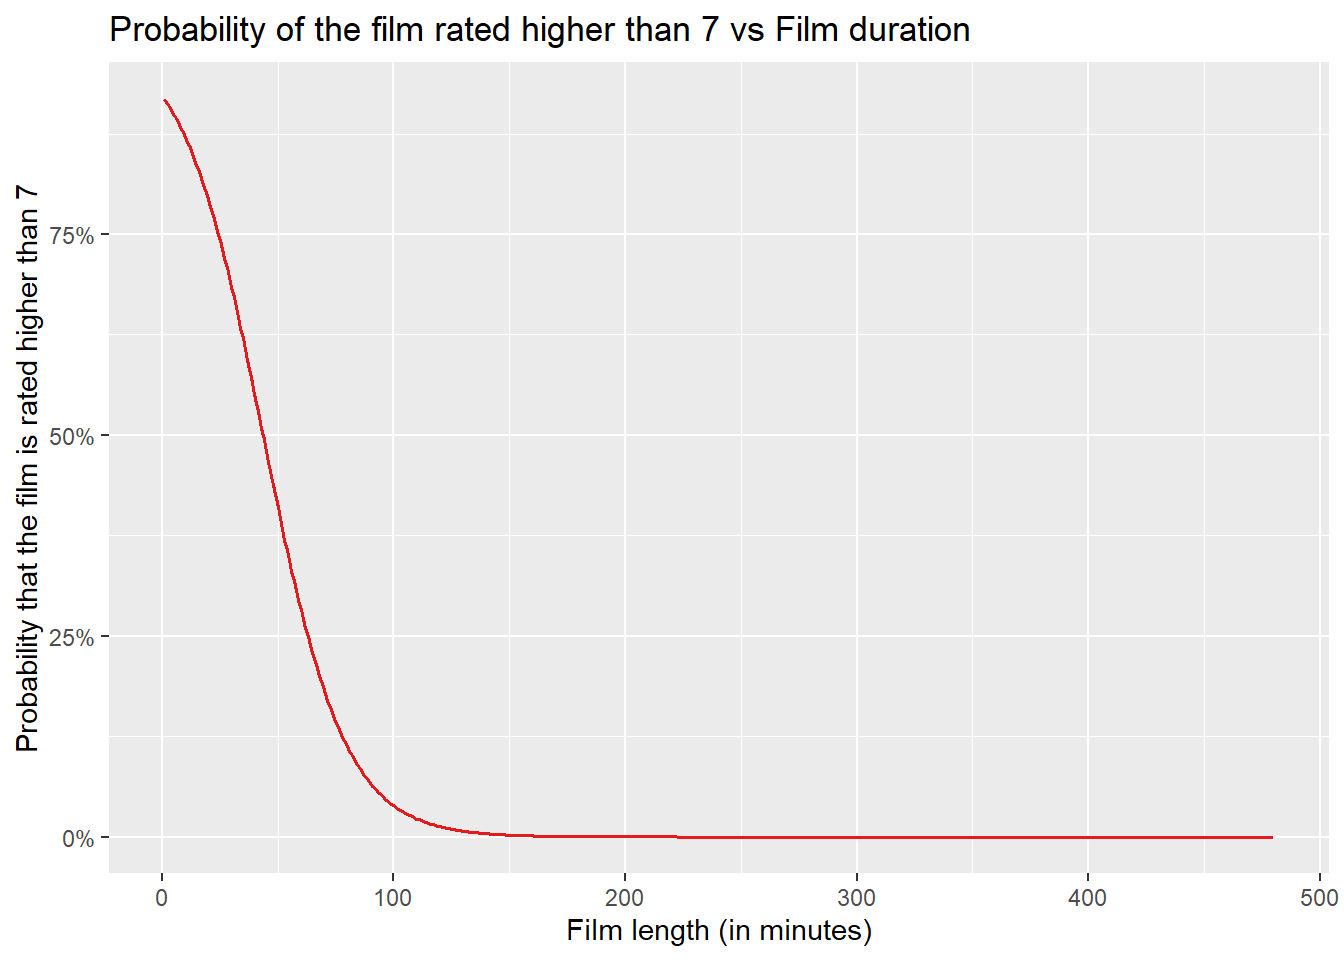 Probability of the film rated higher than 7 vs Film duration
Probability that the film is rated higher than 7
75%
50%
25%
0%
0 100 200 300 400 500
Film length (in minutes)